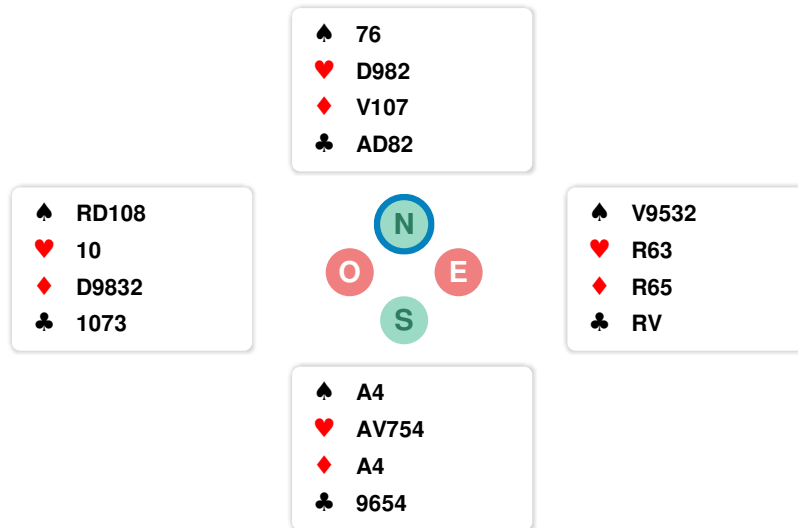 ♠ 76
♥ D982
♦ V107
♣ AD82
♠ RD108
♥ 10
♦ D9832
♣ 1073
N
O E
S
♠ V9532
♥ R63
♦ R65
♣ RV
♠ A4
♥ AV754
♦ A4
♣ 9654